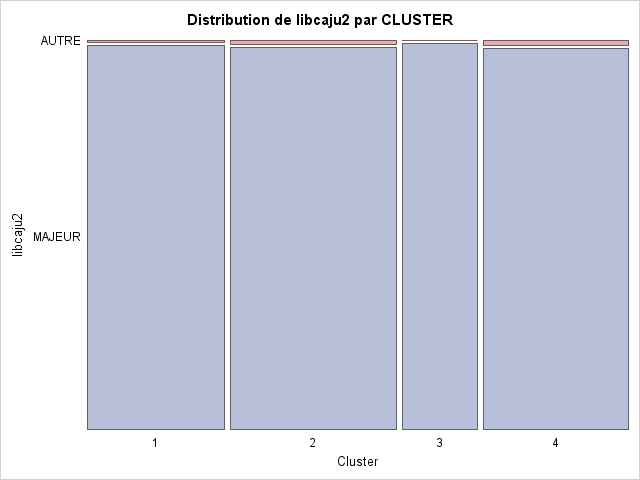 Distribution de libcaju2 par CLUSTER
AUTRE
MAJEUR
libcaju2
1 2 3 4
Cluster